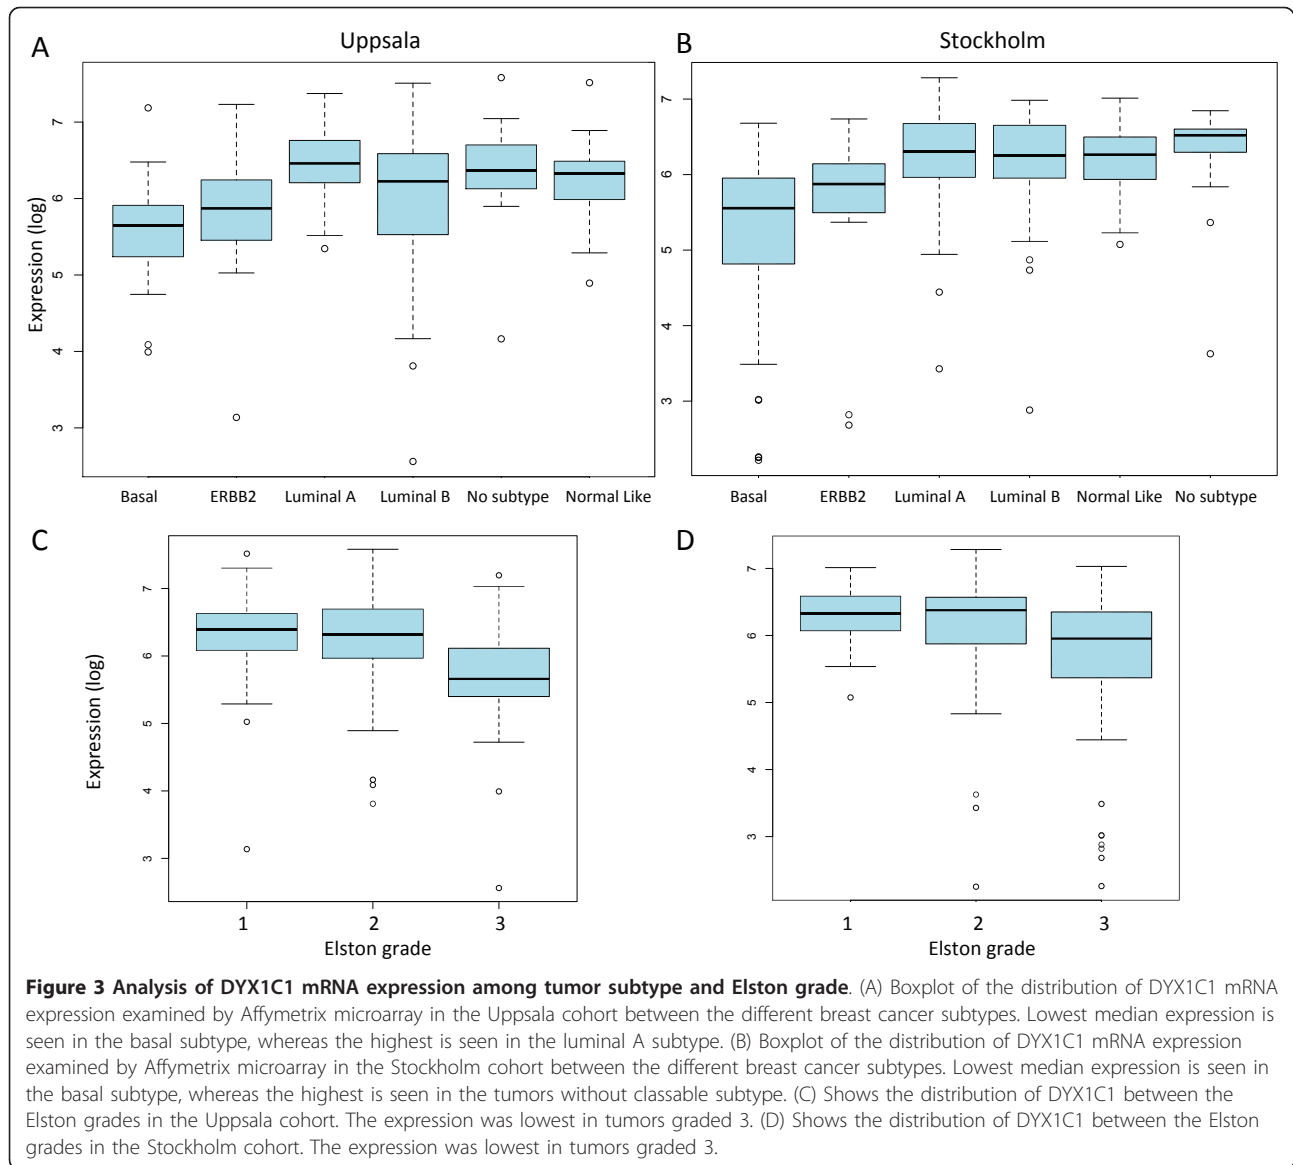 A
Uppsala
B
Stockholm
Expression (log)
7
6
5
4
3
7
6
5
4
3
Basal ERBB2 Luminal A Luminal B No subtype Normal Like
Basal ERBB2 Luminal A Luminal B Normal Like No subtype
C
D
Expression (log)
7
6
5
4
3
7
6
5
4
3
1 2 3
1 2 3
Elston grade
Elston grade
Figure 3 Analysis of DYX1C1 mRNA expression among tumor subtype and Elston grade. (A) Boxplot of the distribution of DYX1C1 mRNA
expression examined by Affymetrix microarray in the Uppsala cohort between the different breast cancer subtypes. Lowest median expression is
seen in the basal subtype, whereas the highest is seen in the luminal A subtype. (B) Boxplot of the distribution of DYX1C1 mRNA expression
examined by Affymetrix microarray in the Stockholm cohort between the different breast cancer subtypes. Lowest median expression is seen in
the basal subtype, whereas the highest is seen in the tumors without classable subtype. (C) Shows the distribution of DYX1C1 between the
Elston grades in the Uppsala cohort. The expression was lowest in tumors graded 3. (D) Shows the distribution of DYX1C1 between the Elston
grades in the Stockholm cohort. The expression was lowest in tumors graded 3.